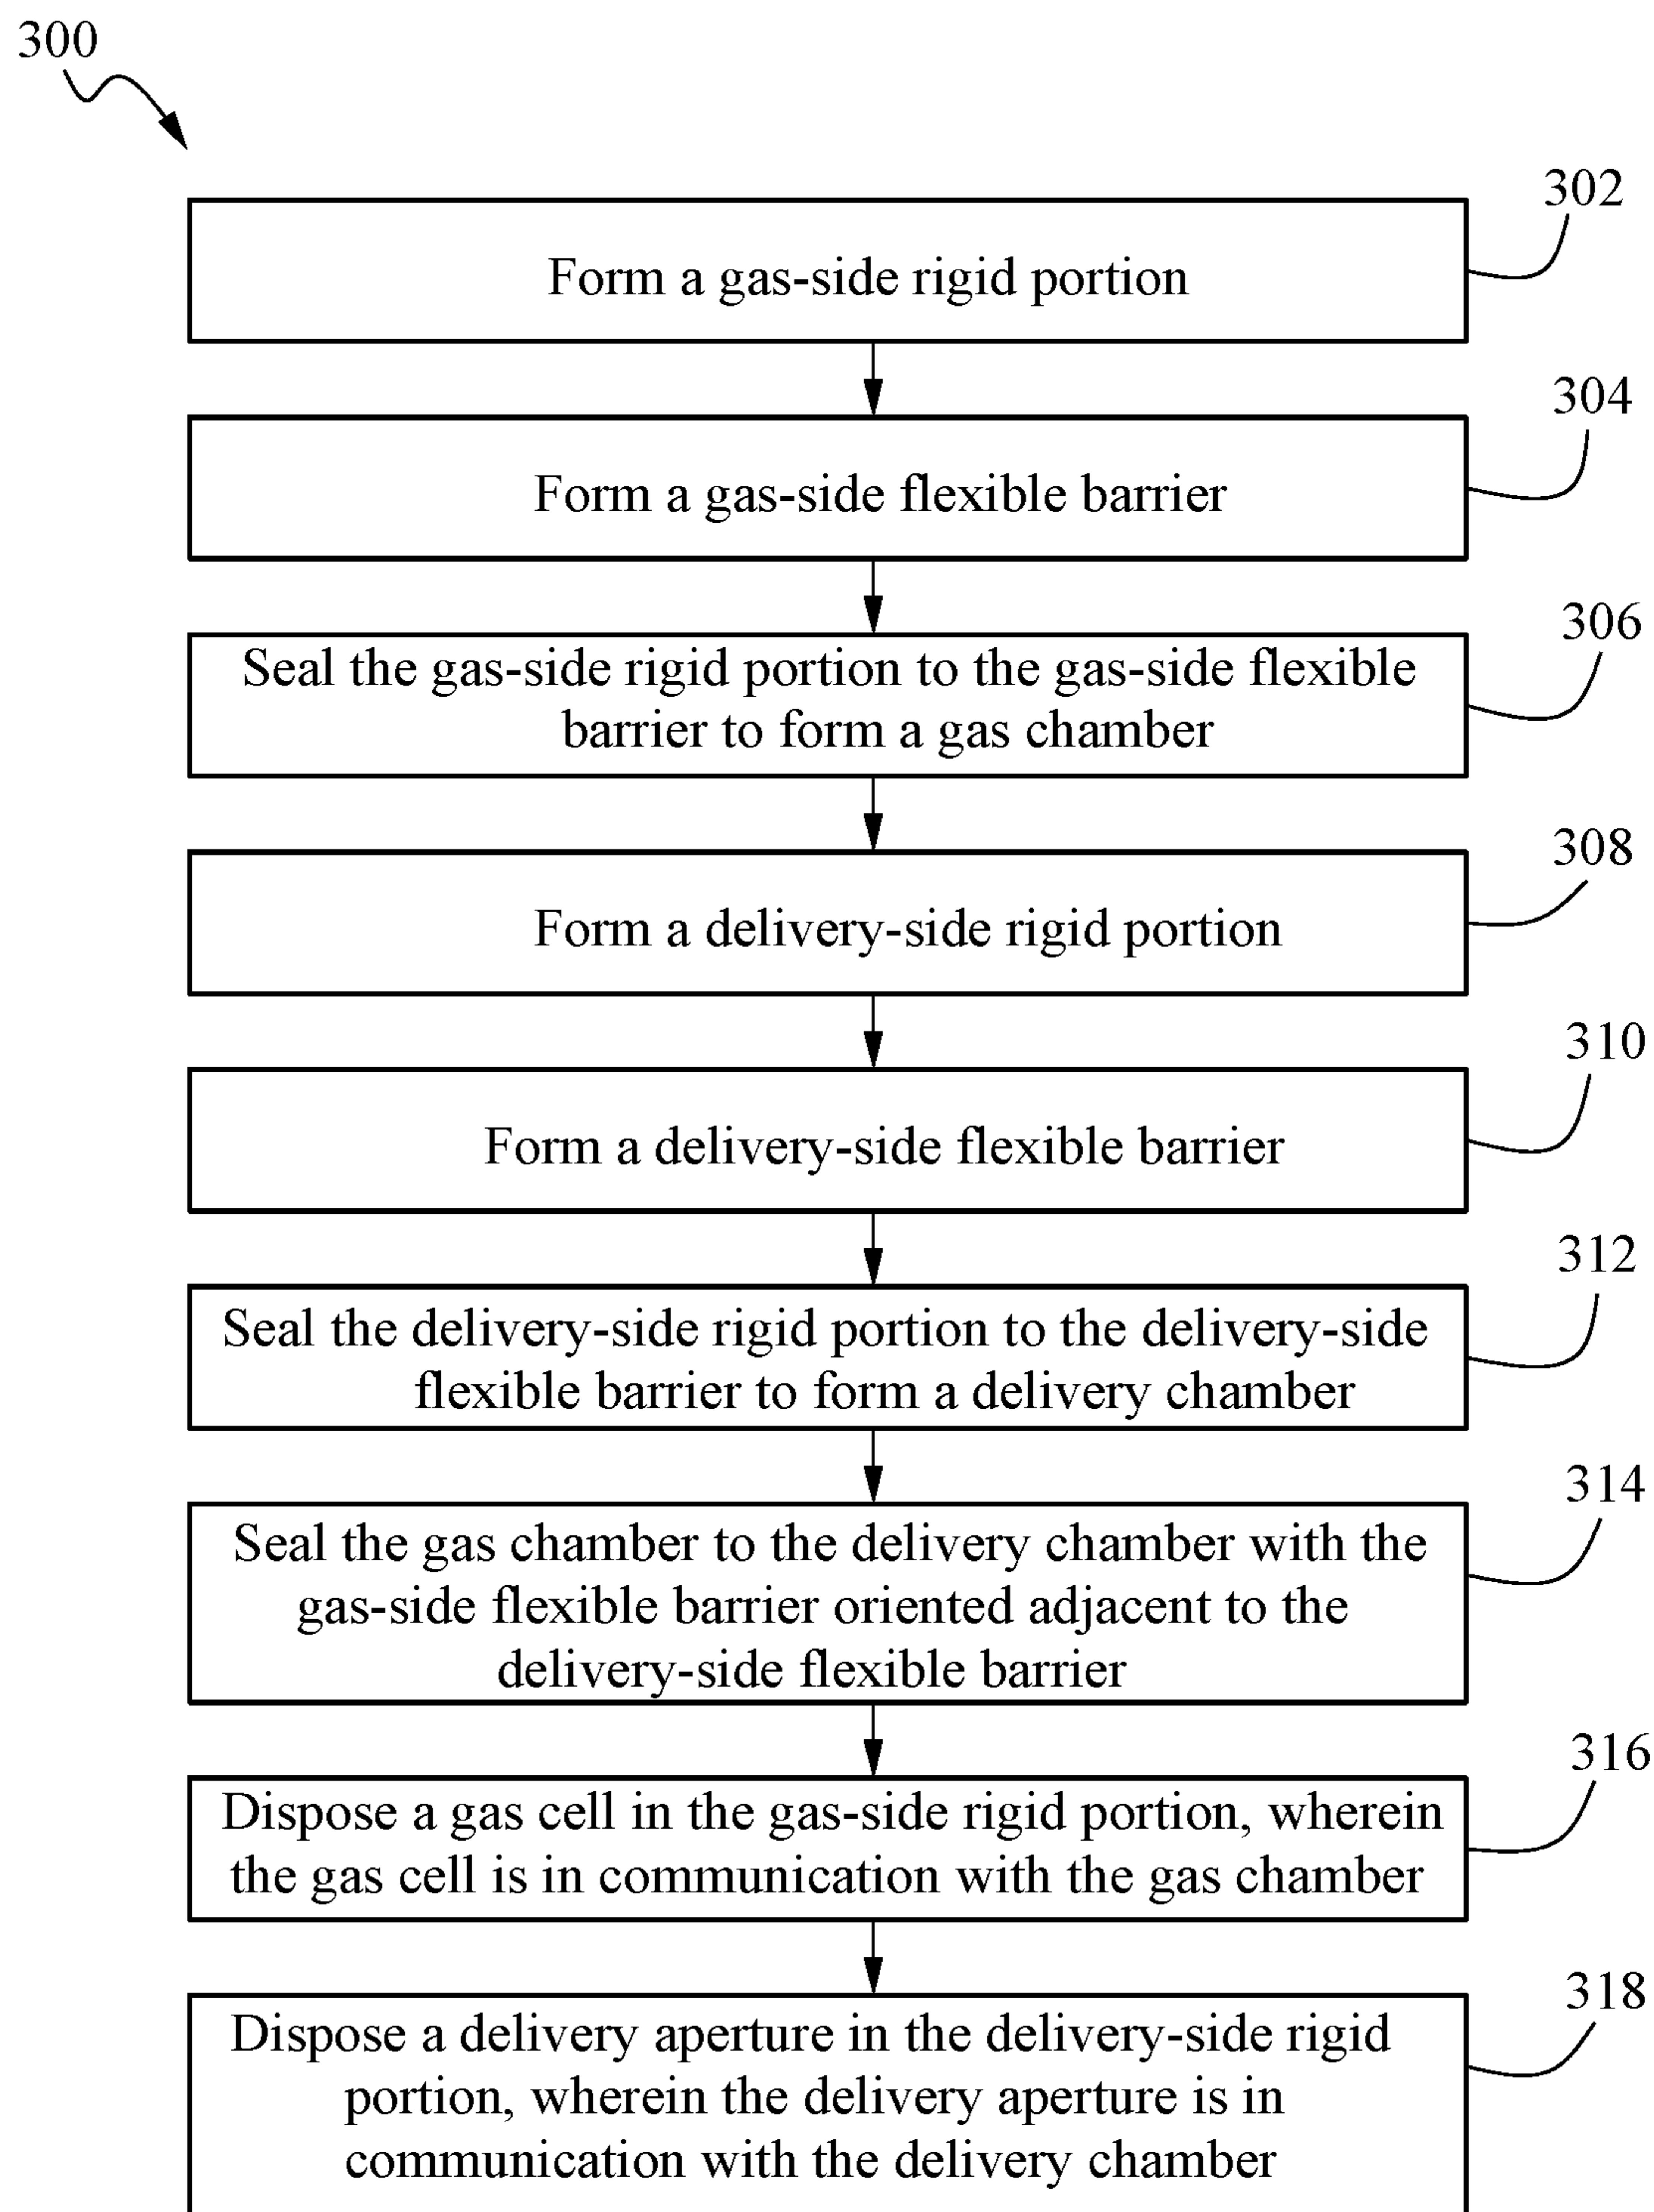 300
302
Form a gas-side rigid portion
304
Form a gas-side flexible barrier
306
Seal the gas-side rigid portion to the gas-side flexible
barrier to form a gas chamber
308
Form a delivery-side rigid portion
310
Form a delivery-side flexible barrier
312
Seal the delivery-side rigid portion to the delivery-side
flexible barrier to form a delivery chamber
314
Seal the gas chamber to the delivery chamber with the
gas-side flexible barrier oriented adjacent to the
delivery-side flexible barrier
316
Dispose a gas cell in the gas-side rigid portion, wherein
the gas cell is in communication with the gas chamber
318
Dispose a delivery aperture in the delivery-side rigid
portion, wherein the delivery aperture is in
communication with the delivery chamber